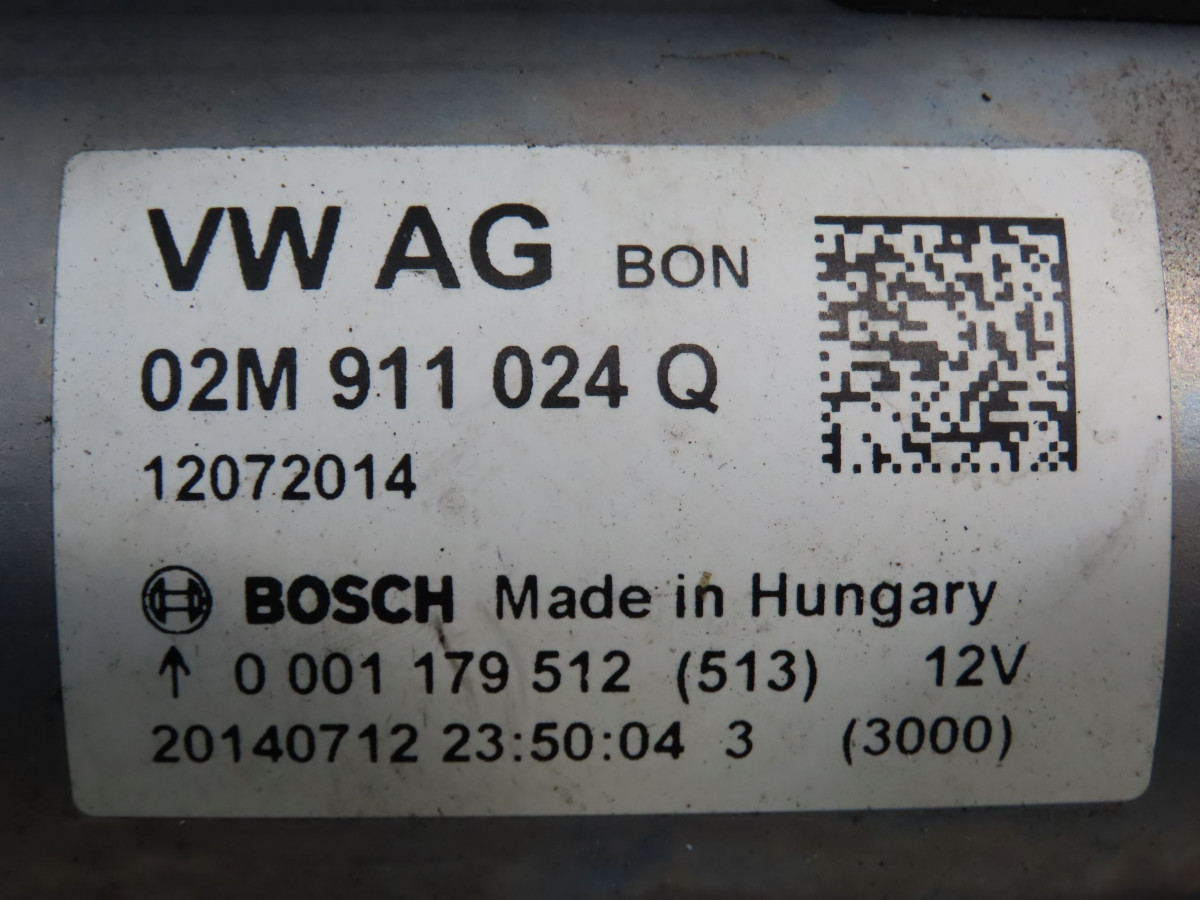 VW AG BON
02M 911 024 Q
12072014
BOSCH Made in Hungary
↑ 0 001 179 512 (513) 12V
20140712 23:50:04 3 (3000)